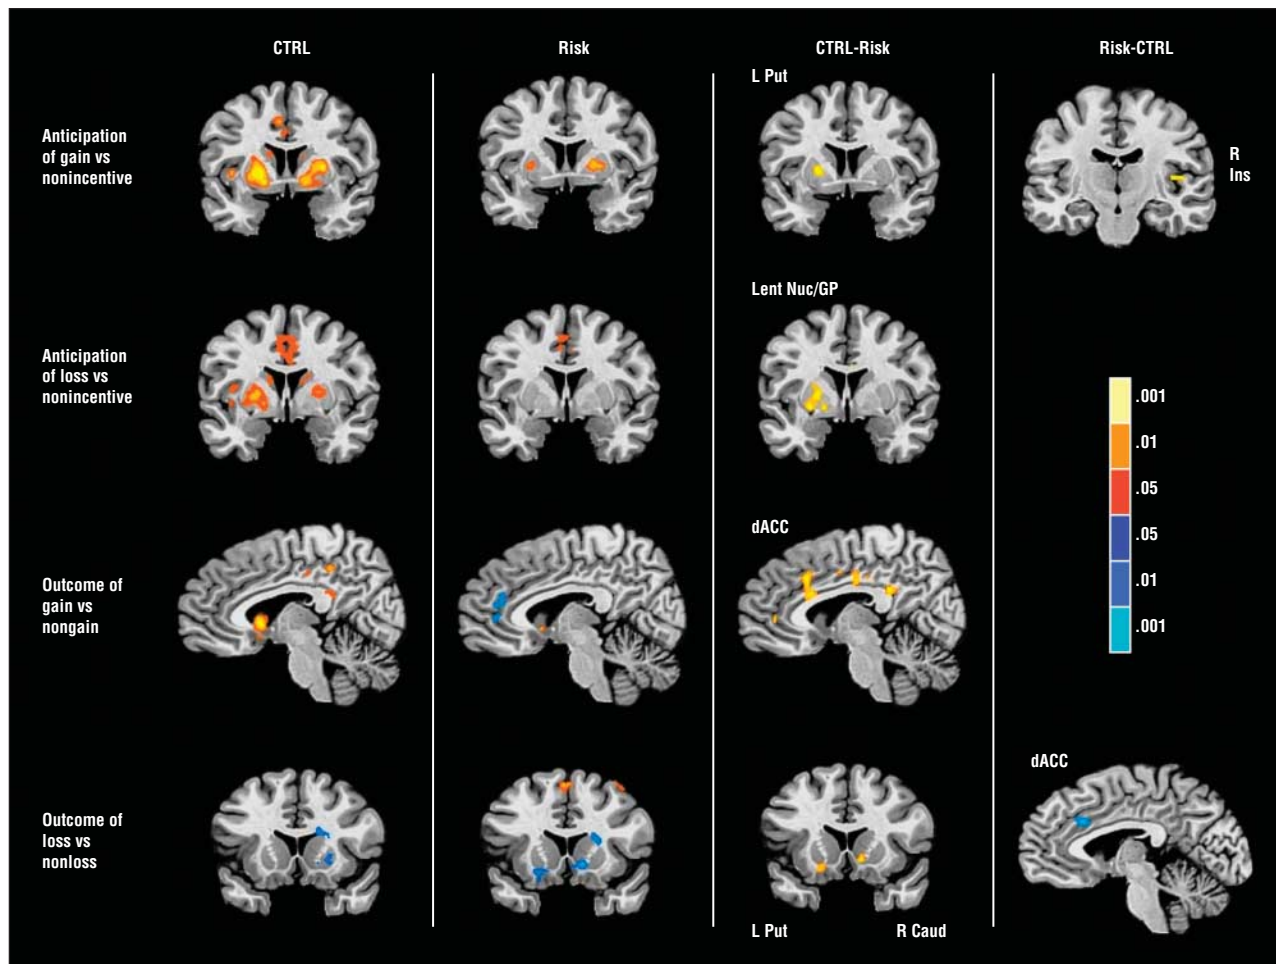 CTRL
Risk
CTRL-Risk
Risk-CTRL
Anticipation
of gain vs
nonincentive
L Put
R
Ins
Anticipation
of loss vs
nonincentive
Lent Nuc/GP
.001
.01
.05
.05
.01
.001
Outcome of
gain vs
nongain
dACC
Outcome of
loss vs
nonloss
L Put
R Caud
dACC